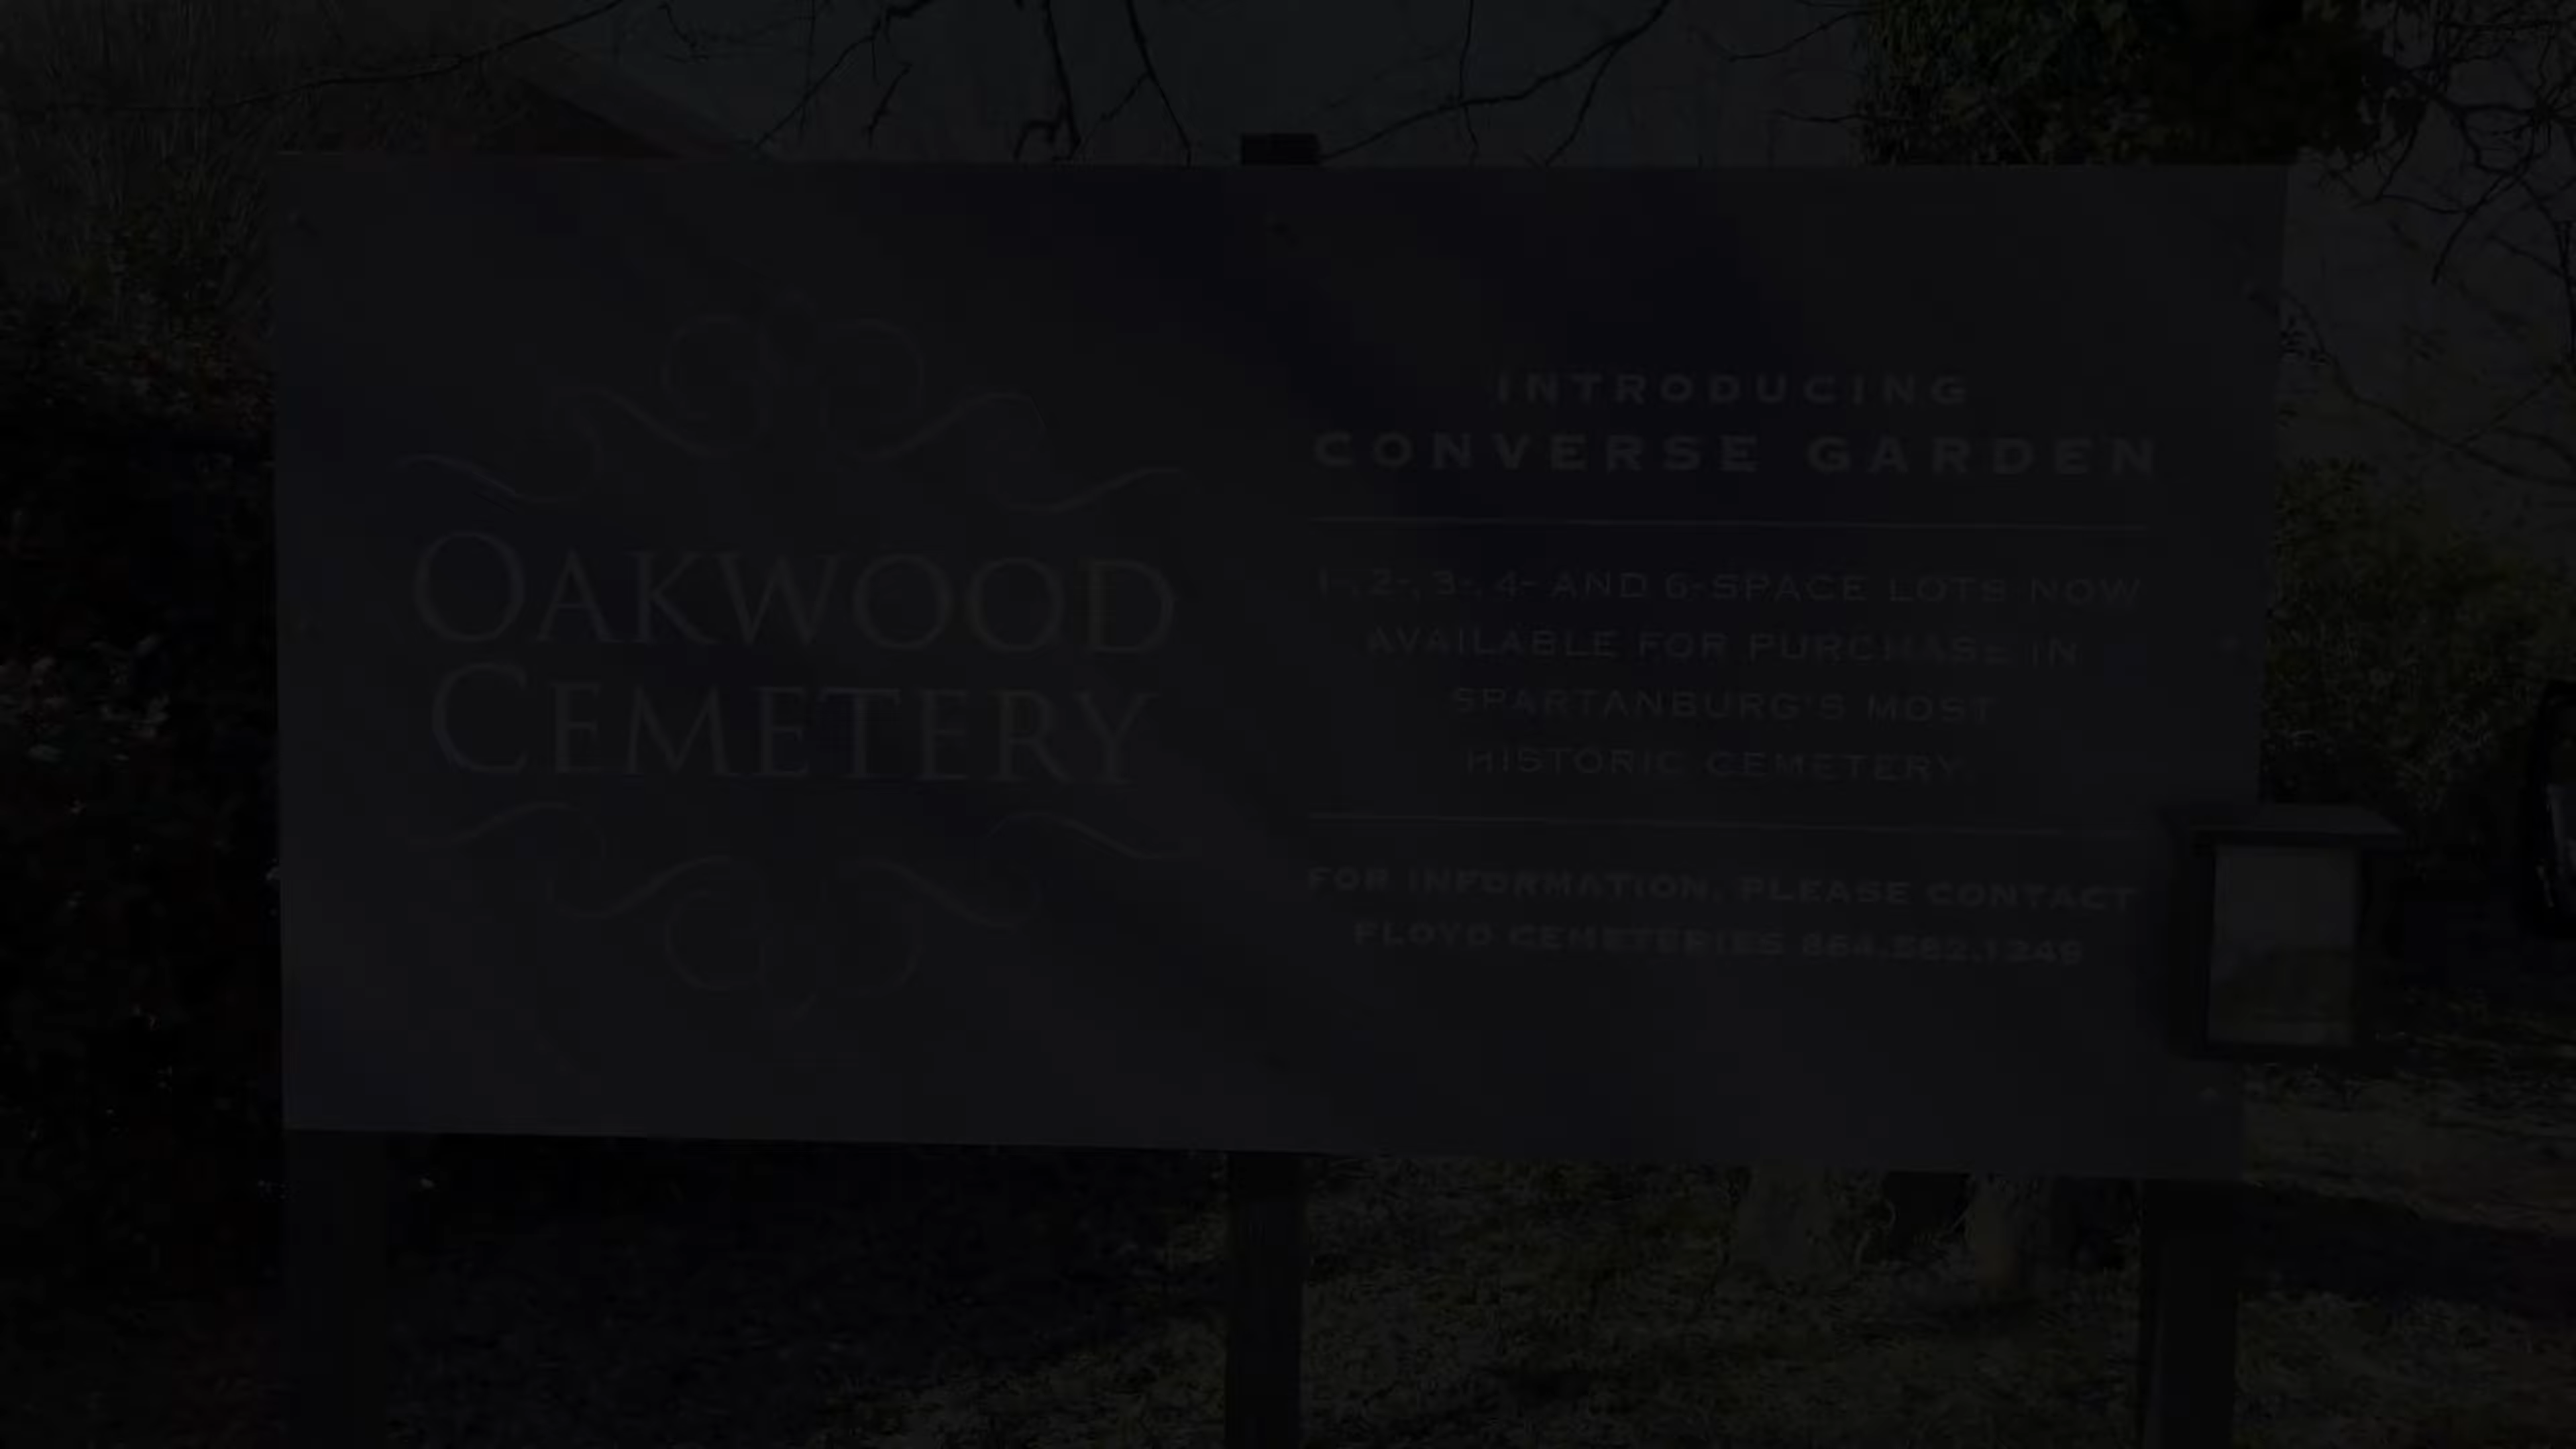 OAKWOOD
CEMETERY
INTRODUCING
CONVERSE GARDEN
1-, 2-, 3-, 4- AND 6-SPACE LOTS NOW
AVAILABLE FOR PURCHASE IN
SPARTANBURG'S MOST
HISTORIC CEMETERY
FOR INFORMATION, PLEASE CONTACT
FLOYD CEMETERIES